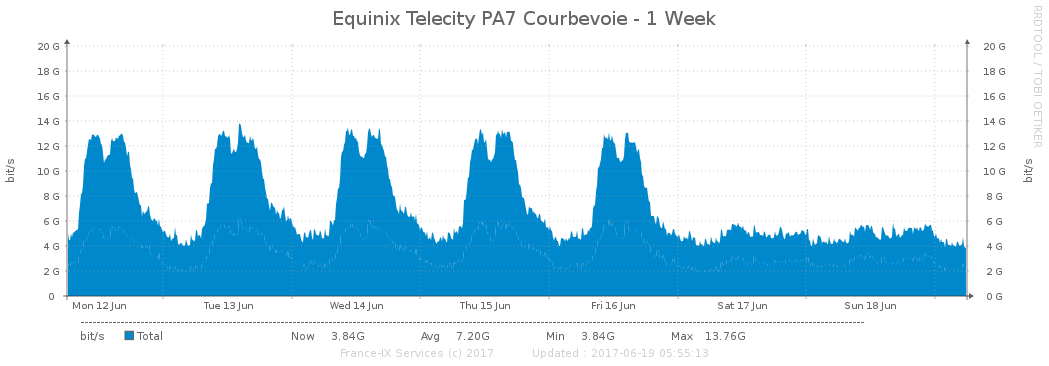 Equinix Telecity PA7 Courbevoie - 1 Week
RRDTOOL / TOBI OETIKER
bit/s
20 G
18 G
16 G
14 G
12 G
10 G
8 G
6 G
4 G
2 G
0
20 G
18 G
16 G
14 G
12 G
10 G
8 G
6 G
4 G
2 G
0 G
bit/s
Mon 12 Jun Tue 13 Jun Wed 14 Jun Thu 15 Jun Fri 16 Jun Sat 17 Jun Sun 18 Jun
bit/s Total Now 3.84G Avg 7.20G Min 3.84G Max 13.76G
France-IX Services (c) 2017 Updated : 2017-06-19 05:55:13